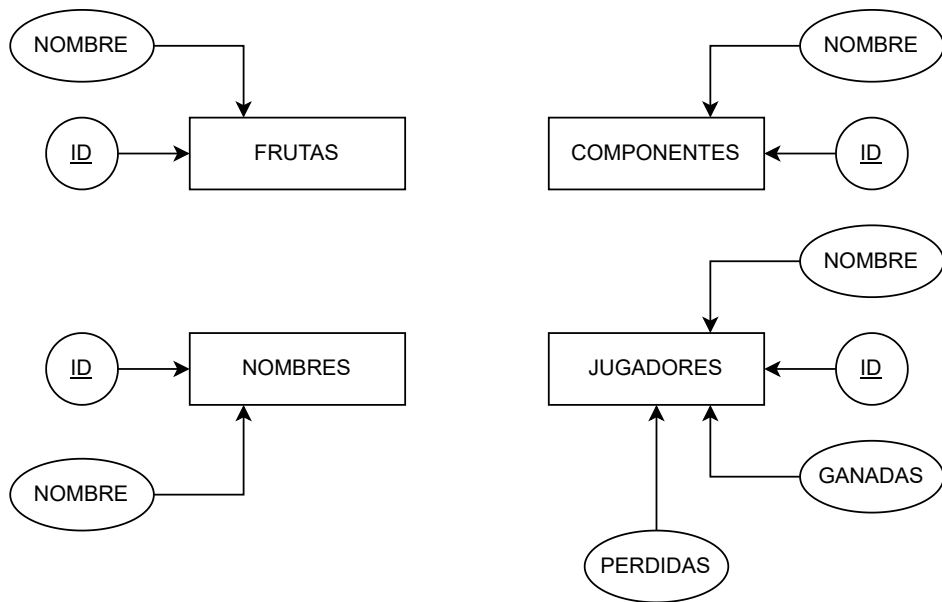 NOMBRE
ID
FRUTAS
NOMBRE
COMPONENTES
ID
ID
NOMBRES
NOMBRE
NOMBRE
JUGADORES
ID
GANADAS
PERDIDAS